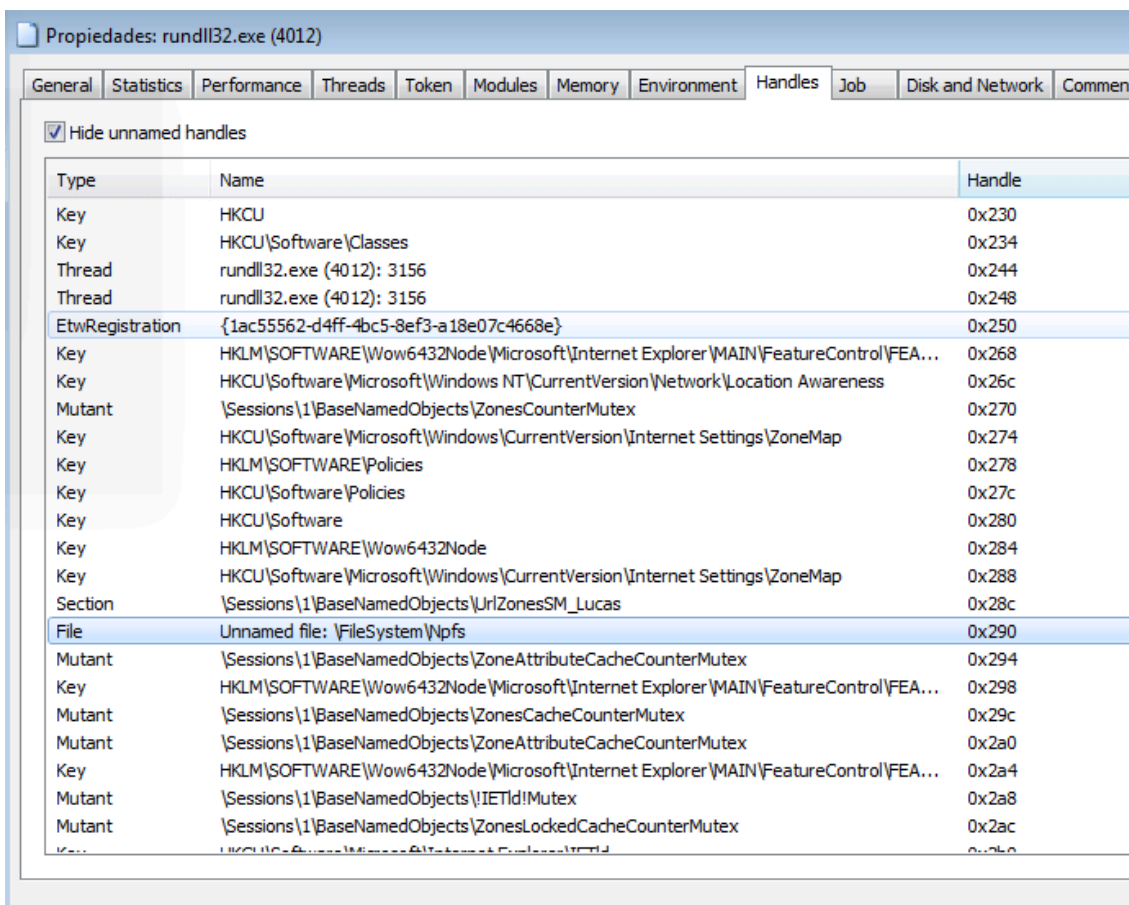 Propiedades: rundll32.exe (4012)
General Statistics Performance Threads Token Modules Memory Environment Handles Job Disk and Network Commen
Hide unnamed handles
Type Name Handle
Key HKCU 0x230
Key HKCU\Software\Classes 0x234
Thread rundll32.exe (4012): 3156 0x244
Thread rundll32.exe (4012): 3156 0x248
EtwRegistration {1ac55562-d4ff-4bc5-8ef3-a18e07c4668e} 0x250
Key HKLM\SOFTWARE\Wow6432Node\Microsoft\Internet Explorer\MAIN\FeatureControl\FEA... 0x268
Key HKCU\Software\Microsoft\Windows NT\CurrentVersion\Network\Location Awareness 0x26c
Mutant \Sessions\1\BaseNamedObjects\ZonesCounterMutex 0x270
Key HKCU\Software\Microsoft\Windows\CurrentVersion\Internet Settings\ZoneMap 0x274
Key HKLM\SOFTWARE\Policies 0x278
Key HKCU\Software\Policies 0x27c
Key HKCU\Software 0x280
Key HKLM\SOFTWARE\Wow6432Node 0x284
Key HKCU\Software\Microsoft\Windows\CurrentVersion\Internet Settings\ZoneMap 0x288
Section \Sessions\1\BaseNamedObjects\UrlZonesSM_Lucas 0x28c
File Unnamed file: \FileSystem\Npfs 0x290
Mutant \Sessions\1\BaseNamedObjects\ZoneAttributeCacheCounterMutex 0x294
Key HKLM\SOFTWARE\Wow6432Node\Microsoft\Internet Explorer\MAIN\FeatureControl\FEA... 0x298
Mutant \Sessions\1\BaseNamedObjects\ZonesCacheCounterMutex 0x29c
Mutant \Sessions\1\BaseNamedObjects\ZoneAttributeCacheCounterMutex 0x2a0
Key HKLM\SOFTWARE\Wow6432Node\Microsoft\Internet Explorer\MAIN\FeatureControl\FEA... 0x2a4
Mutant \Sessions\1\BaseNamedObjects\!IETld!Mutex 0x2a8
Mutant \Sessions\1\BaseNamedObjects\ZonesLockedCacheCounterMutex 0x2ac